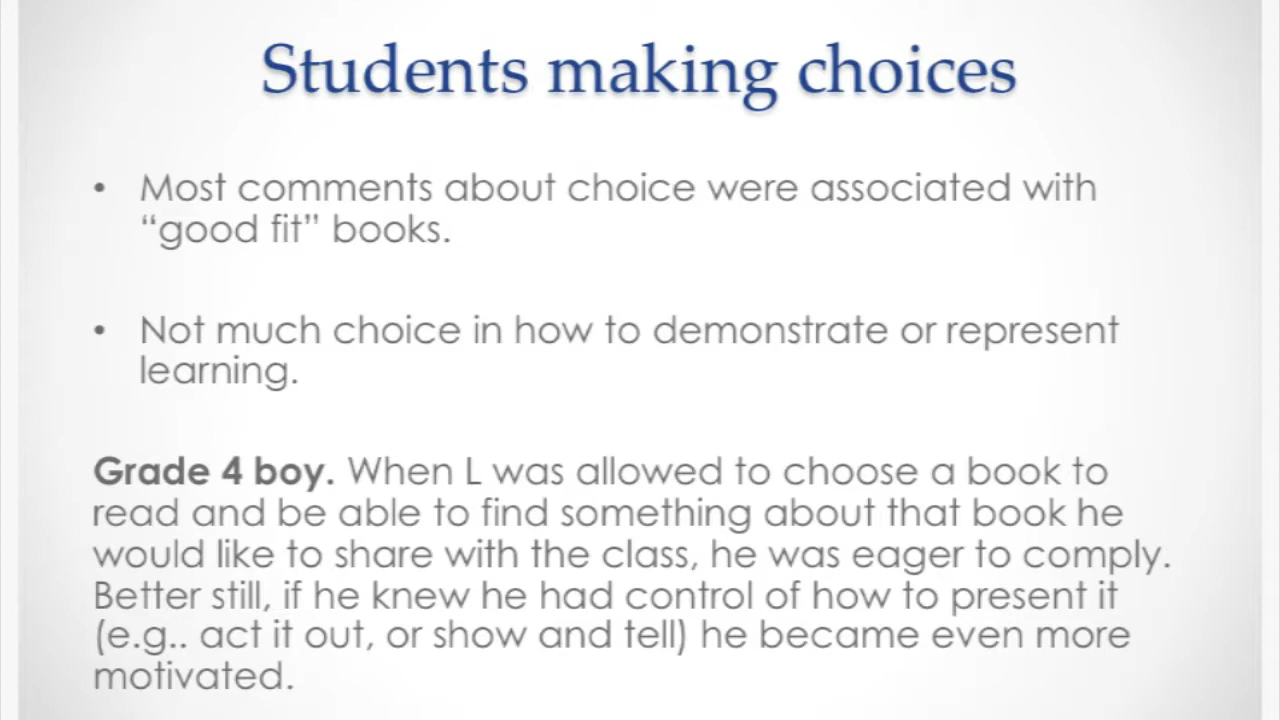 Students making choices
• Most comments about choice were associated with
“good fit” books.
• Not much choice in how to demonstrate or represent
learning.
Grade 4 boy. When L was allowed to choose a book to
read and be able to find something about that book he
would like to share with the class, he was eager to comply.
Better still, if he knew he had control of how to present it
(e.g.. act it out, or show and tell) he became even more
motivated.